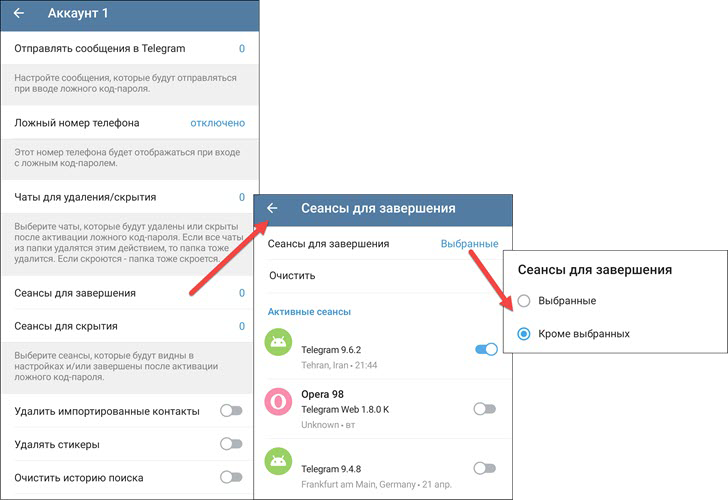 Аккаунт 1
Отправлять сообщения в Telegram 0
Настройте сообщения, которые будут отправляться
при вводе ложного код-пароля.
Ложный номер телефона отключено
Этот номер телефона будет отображаться при входе
с ложным код-паролем.
Чаты для удаления/скрытия 0
Выберите чаты, которые будут удалены или скрыты
после активации ложного код-пароля. Если все чаты
из папки удалятся этим действием, то папка тоже
удалится. Если скроются - папка тоже скроется.
Сеансы для завершения 0
Сеансы для скрытия 0
Выберите сеансы, которые будут видны в
настройках и/или завершены после активации
ложного код-пароля.
Удалить импортированные контакты
Удалять стикеры
Очистить историю поиска
Сеансы для завершения
Сеансы для завершения Выбранные
Очистить
Активные сеансы
Telegram 9.6.2
Tehran, Iran • 21:44
Opera 98
Telegram Web 1.8.0 K
Unknown • вт
Telegram 9.4.8
Frankfurt am Main, Germany • 21 апр.
Сеансы для завершения
Выбранные
Кроме выбранных